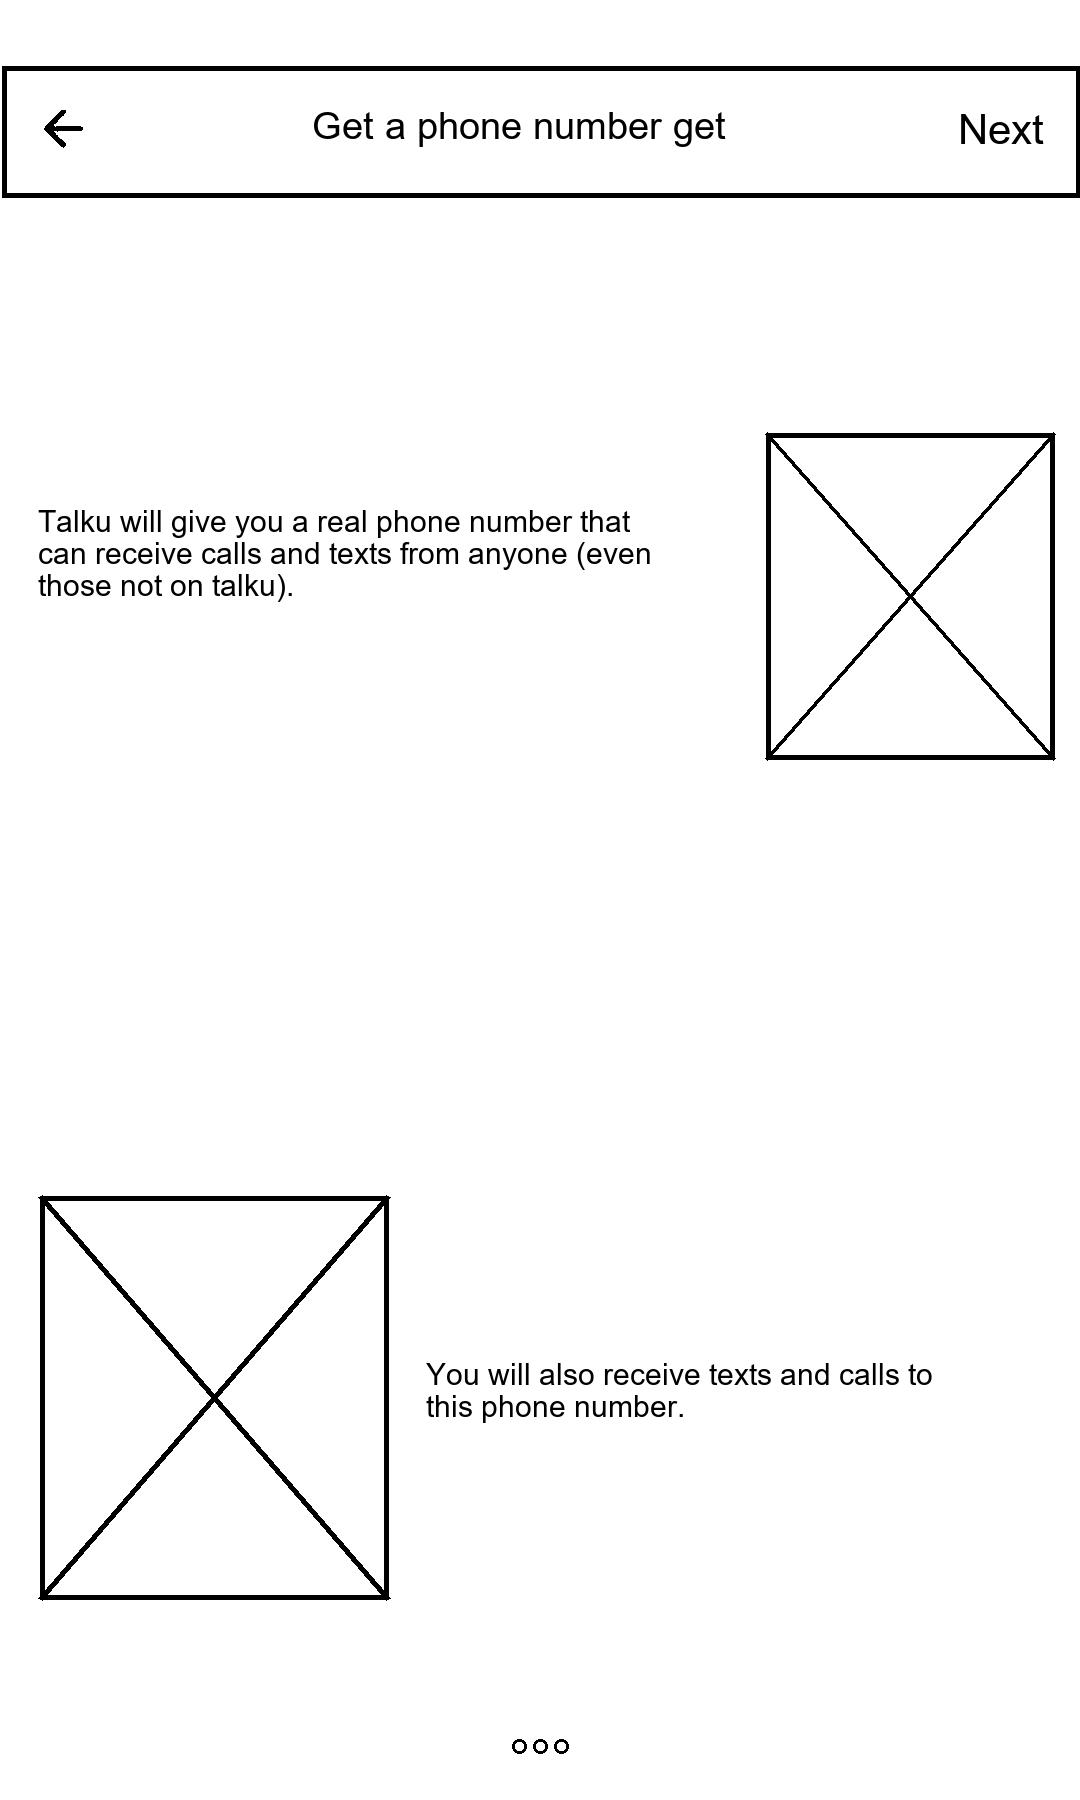 Get a phone number get
Next
Talku will give you a real phone number that
can receive calls and texts from anyone (even
those not on talku).
You will also receive texts and calls to
this phone number.